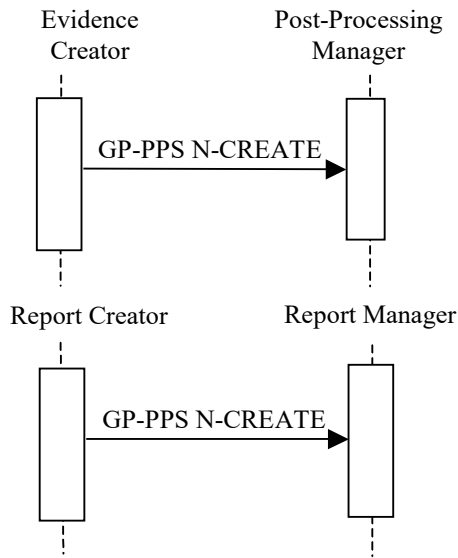 Evidence
Creator
Post-Processing
Manager
GP-PPS N-CREATE
Report Creator
Report Manager
GP-PPS N-CREATE